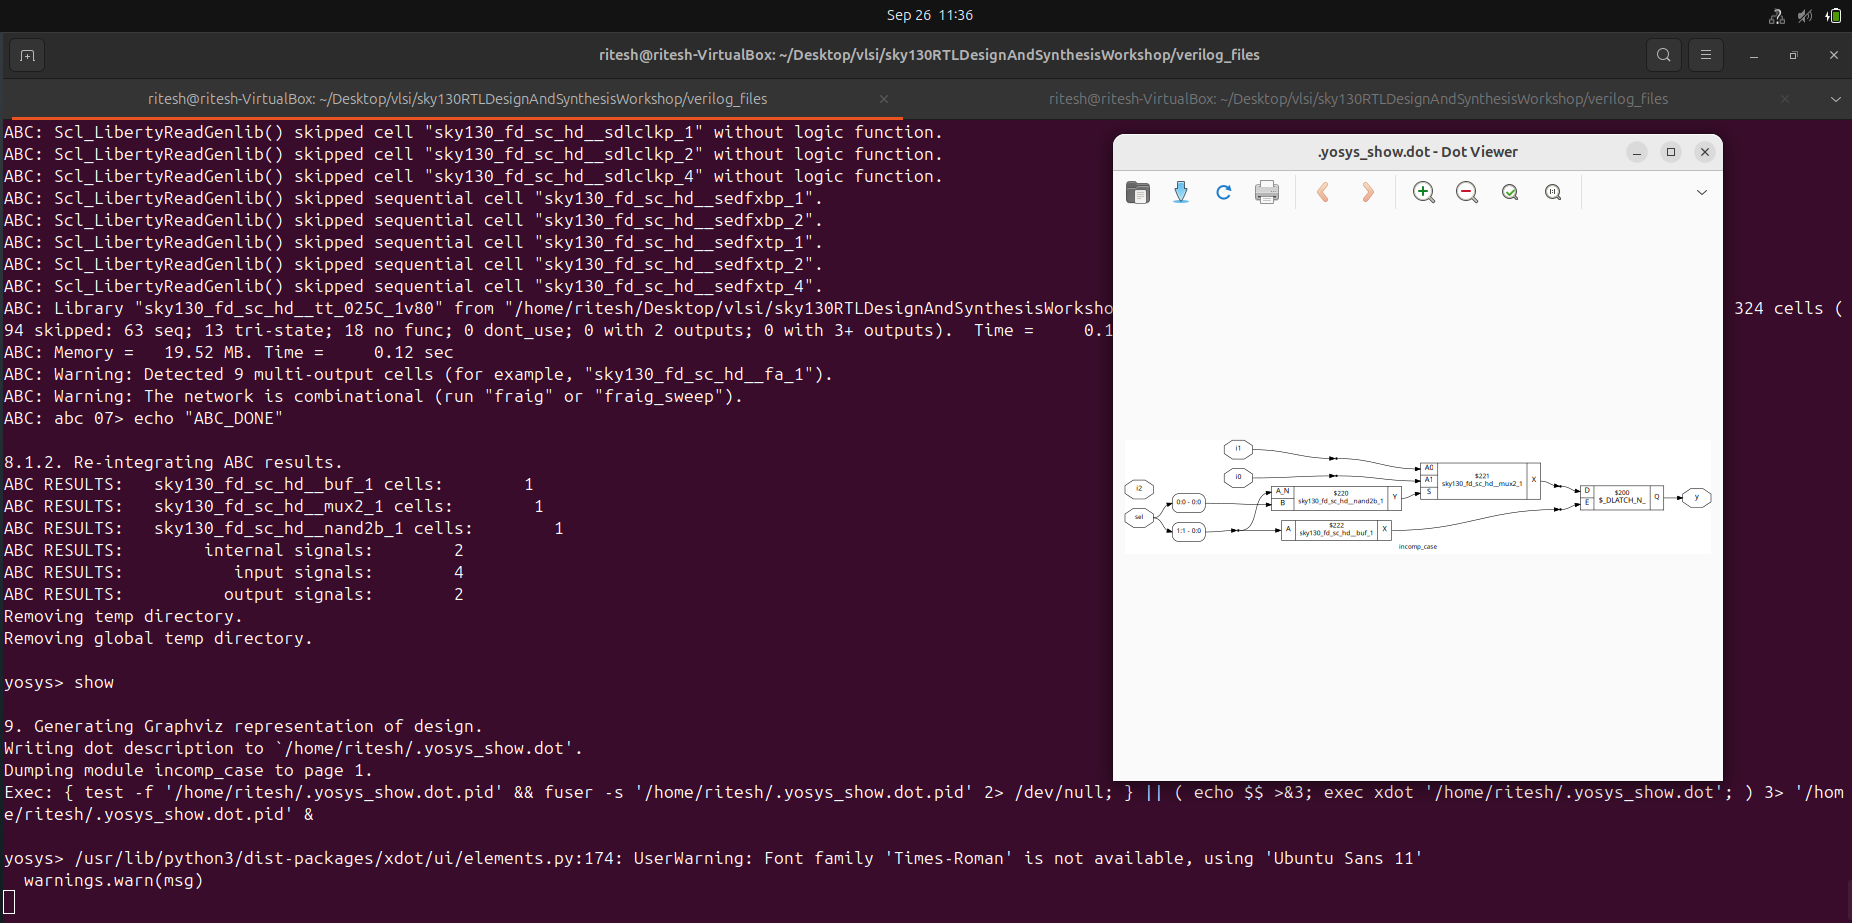 Sep 26 11:36
ritesh@ritesh-VirtualBox: ~/Desktop/vlsi/sky130RTLDesignAndSynthesisWorkshop/verilog_files
ritesh@ritesh-VirtualBox: ~/Desktop/vlsi/sky130RTLDesignAndSynthesisWorkshop/verilog_files
ritesh@ritesh-VirtualBox: ~/Desktop/vlsi/sky130RTLDesignAndSynthesisWorkshop/verilog_files
ABC: Scl_LibertyReadGenlib() skipped cell "sky130_fd_sc_hd__sdlclkp_1" without logic function.
ABC: Scl_LibertyReadGenlib() skipped cell "sky130_fd_sc_hd__sdlclkp_2" without logic function.
ABC: Scl_LibertyReadGenlib() skipped cell "sky130_fd_sc_hd__sdlclkp_4" without logic function.
ABC: Scl_LibertyReadGenlib() skipped sequential cell "sky130_fd_sc_hd__sedfxbp_1".
ABC: Scl_LibertyReadGenlib() skipped sequential cell "sky130_fd_sc_hd__sedfxbp_2".
ABC: Scl_LibertyReadGenlib() skipped sequential cell "sky130_fd_sc_hd__sedfxtp_1".
ABC: Scl_LibertyReadGenlib() skipped sequential cell "sky130_fd_sc_hd__sedfxtp_2".
ABC: Scl_LibertyReadGenlib() skipped sequential cell "sky130_fd_sc_hd__sedfxtp_4".
ABC: Library "sky130_fd_sc_hd__tt_025C_1v80" from "/home/ritesh/Desktop/vlsi/sky130RTLDesignAndSynthesisWorksho 324 cells (
94 skipped: 63 seq; 13 tri-state; 18 no func; 0 dont_use; 0 with 2 outputs; 0 with 3+ outputs).  Time =     0.1
ABC: Memory =   19.52 MB. Time =     0.12 sec
ABC: Warning: Detected 9 multi-output cells (for example, "sky130_fd_sc_hd__fa_1").
ABC: Warning: The network is combinational (run "fraig" or "fraig_sweep").
ABC: abc 07> echo "ABC_DONE"
8.1.2. Re-integrating ABC results.
ABC RESULTS:   sky130_fd_sc_hd__buf_1 cells:        1
ABC RESULTS:   sky130_fd_sc_hd__mux2_1 cells:        1
ABC RESULTS:   sky130_fd_sc_hd__nand2b_1 cells:        1
ABC RESULTS:        internal signals:        2
ABC RESULTS:           input signals:        4
ABC RESULTS:          output signals:        2
Removing temp directory.
Removing global temp directory.
yosys> show
9. Generating Graphviz representation of design.
Writing dot description to `/home/ritesh/.yosys_show.dot'.
Dumping module incomp_case to page 1.
Exec: { test -f '/home/ritesh/.yosys_show.dot.pid' && fuser -s '/home/ritesh/.yosys_show.dot.pid' 2> /dev/null; } || ( echo $$ >&3; exec xdot '/home/ritesh/.yosys_show.dot'; ) 3> '/hom
e/ritesh/.yosys_show.dot.pid' &
yosys> /usr/lib/python3/dist-packages/xdot/ui/elements.py:174: UserWarning: Font family 'Times-Roman' is not available, using 'Ubuntu Sans 11'
  warnings.warn(msg)
.yosys_show.dot - Dot Viewer
i1
i0
i2
sel
0:0 - 0:0
1:1 - 0:0
A_N
B
$220
sky130_fd_sc_hd__nand2b_1
Y
A
$222
sky130_fd_sc_hd__buf_1
X
A0
A1
S
$221
sky130_fd_sc_hd__mux2_1
X
D
E
$200
$_DLATCH_N_
Q
y
incomp_case